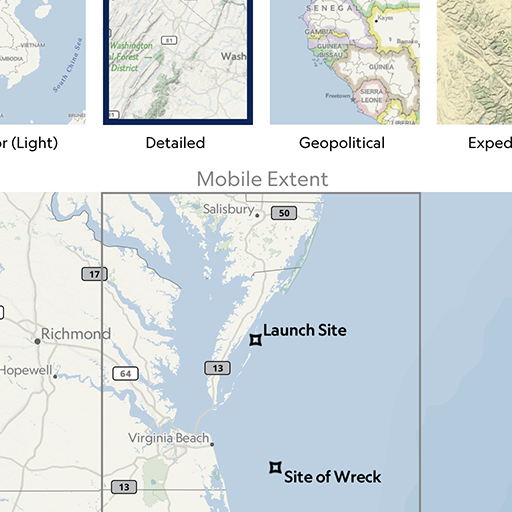 VIETNAM
South China Sea
Washington
Forest
District
81
Wash
SENEGAL
Kayes
GAMBIA
Bamako
GUINEA
BISSAU
GUINEA
Freetown
SIERRA
LEONE
LIBERIA
r (Light)
Detailed
Geopolitical
Exped
Mobile Extent
Salisbury
50
17
Launch Site
Richmond
13
Hopewell
64
Virginia Beach
Site of Wreck
13